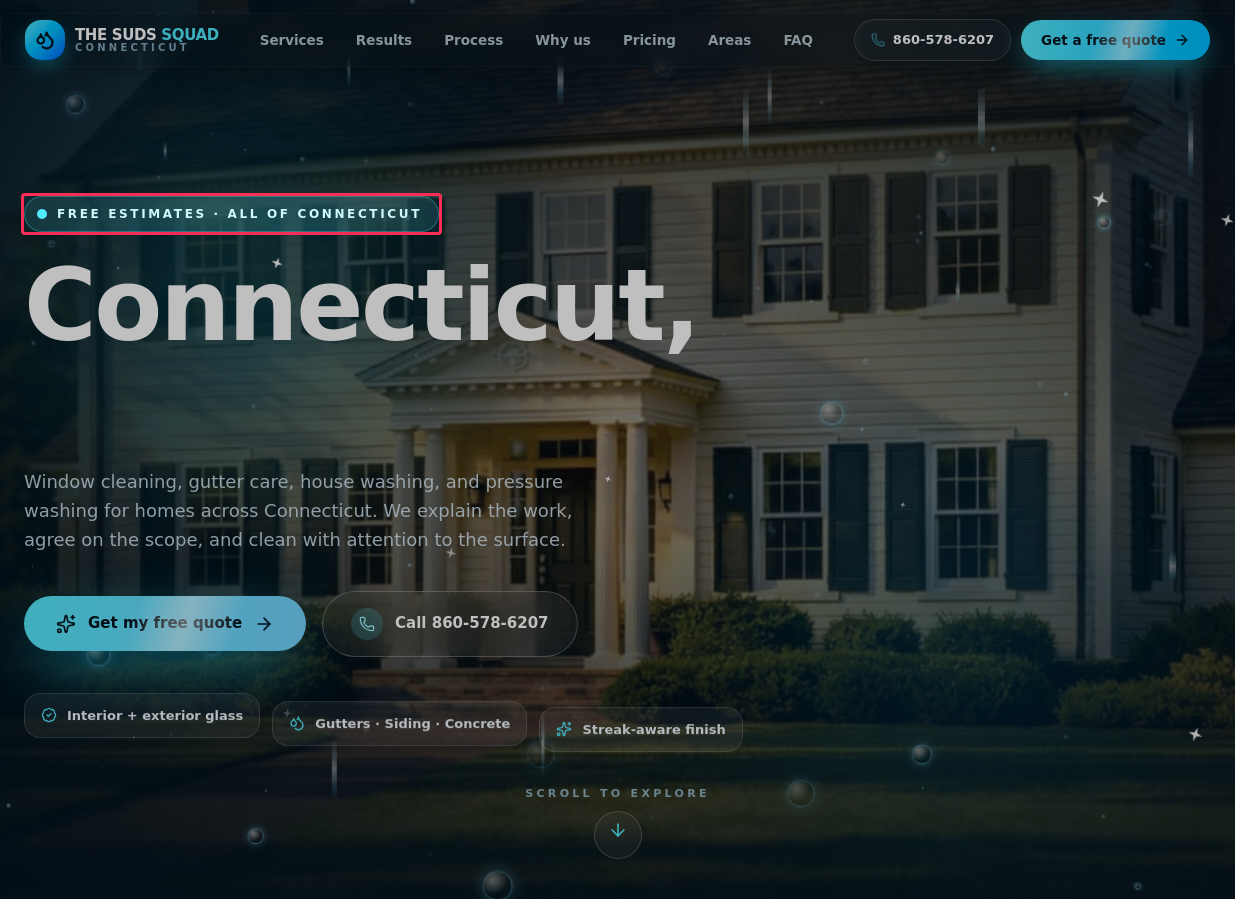 THE SUDS SQUAD
CONNECTICUT
Services
Results
Process
Why us
Pricing
Areas
FAQ
860-578-6207
Get a free quote
FREE ESTIMATES · ALL OF CONNECTICUT
Connecticut,
Window cleaning, gutter care, house washing, and pressure
washing for homes across Connecticut. We explain the work,
agree on the scope, and clean with attention to the surface.
Get my free quote
Call 860-578-6207
Interior + exterior glass
Gutters · Siding · Concrete
Streak-aware finish
SCROLL TO EXPLORE